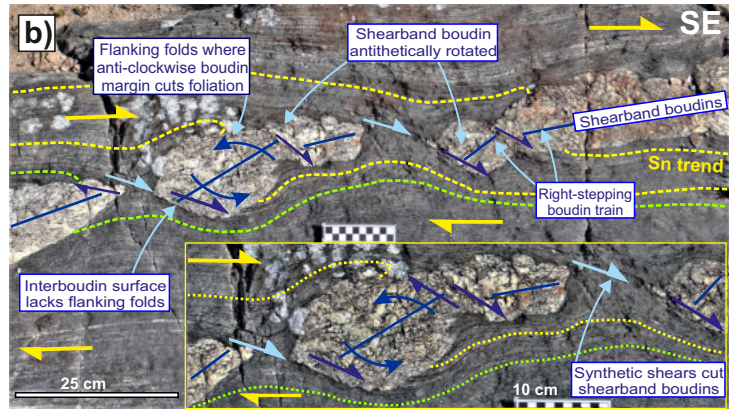 b)
SE
Flanking folds where
anti-clockwise boudin
margin cuts foliation
Shearband boudin
antithetically rotated
Shearband boudins
Sn trend
Right-stepping
boudin train
Interboudin surface
lacks flanking folds
Synthetic shears cut
shearband boudins
25 cm
10 cm